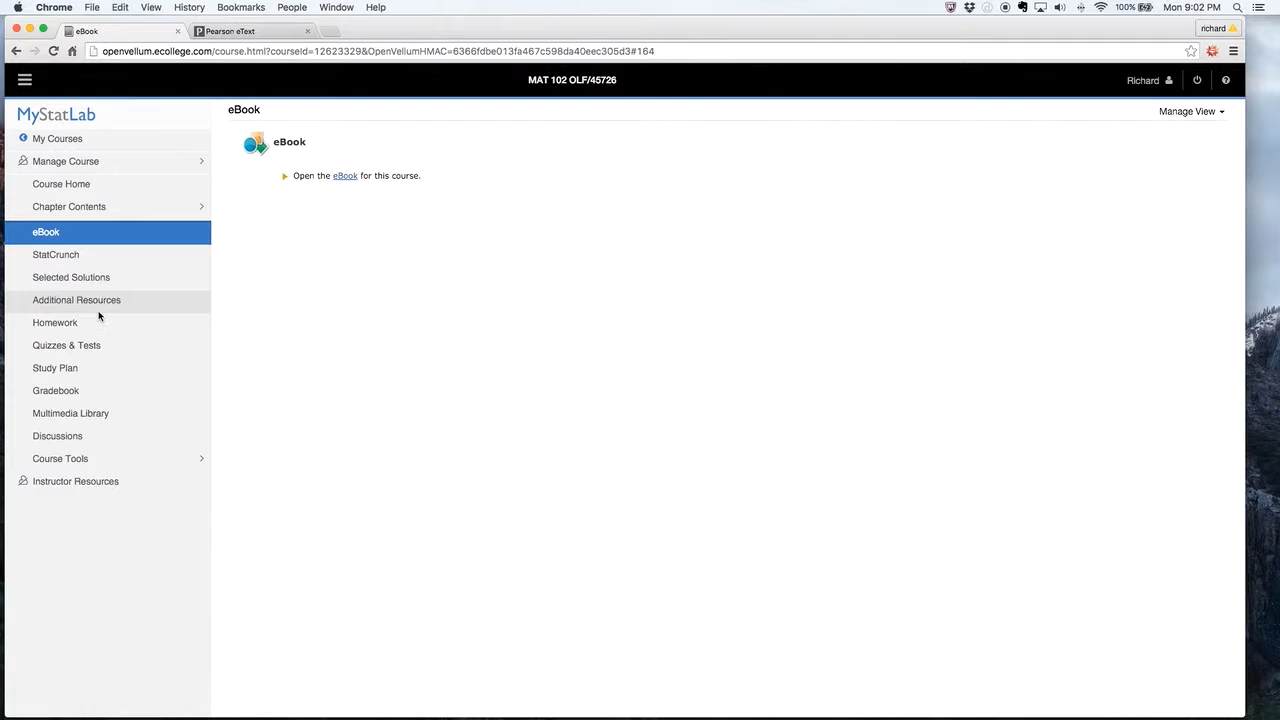 Chrome File Edit View History Bookmarks People Window Help 100% Mon 9:02 PM
eBook Pearson eText richard
openvellum.ecollege.com/course.html?courseId=12623329&OpenVellumHMAC=6366fdbe013fa467c598da40eec305d3#164
MAT 102 OLF/45726 Richard
MyStatLab
eBook
Manage View
My Courses
Manage Course
Course Home
Chapter Contents
eBook
StatCrunch
Selected Solutions
Additional Resources
Homework
Quizzes & Tests
Study Plan
Gradebook
Multimedia Library
Discussions
Course Tools
Instructor Resources
eBook
Open the eBook for this course.